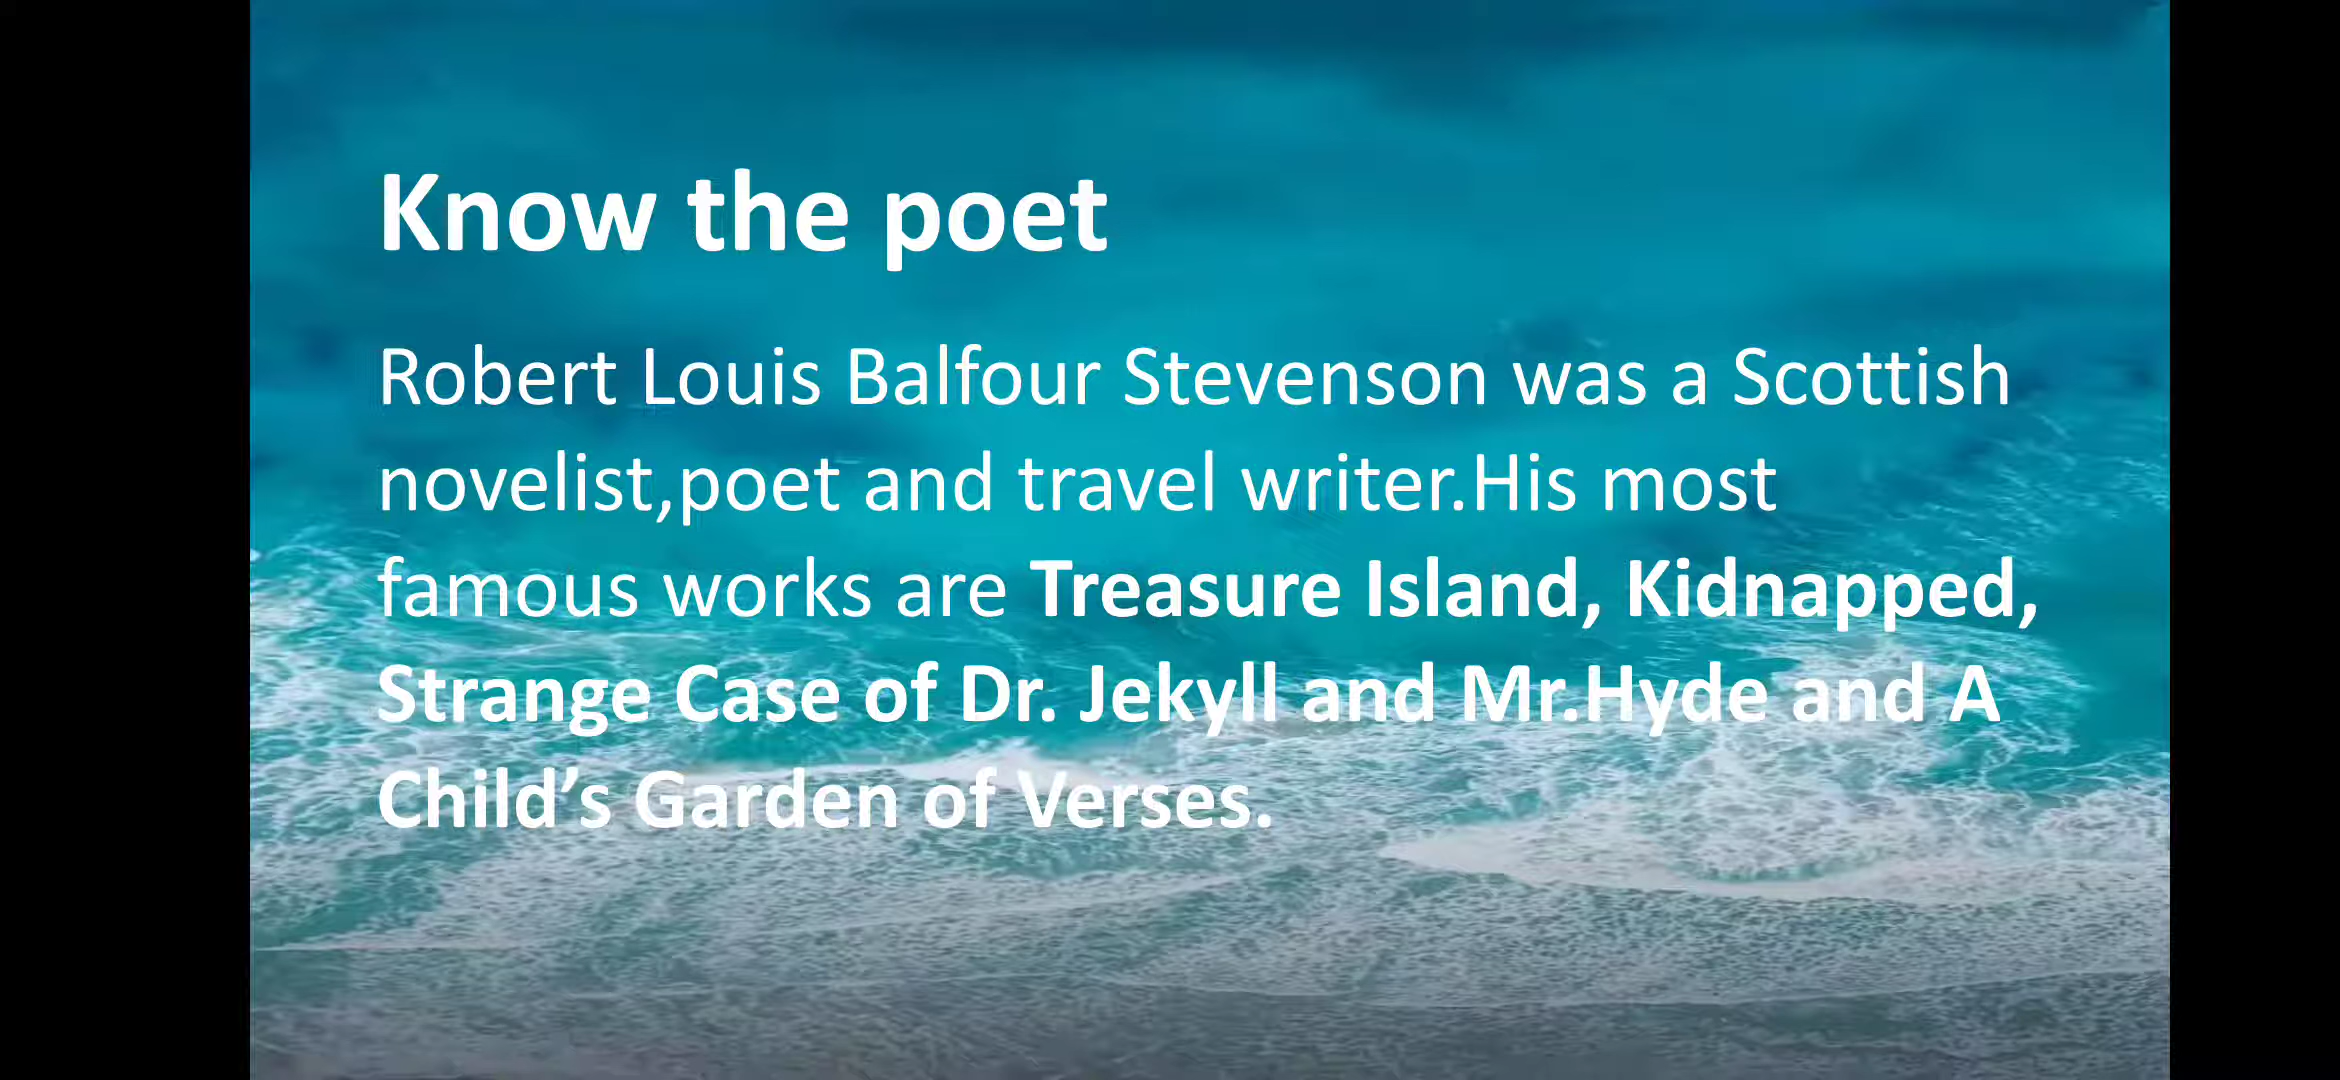 Know the poet
Robert Louis Balfour Stevenson was a Scottish
novelist,poet and travel writer.His most
famous works are Treasure Island, Kidnapped,
Strange Case of Dr. Jekyll and Mr.Hyde and A
Child’s Garden of Verses.